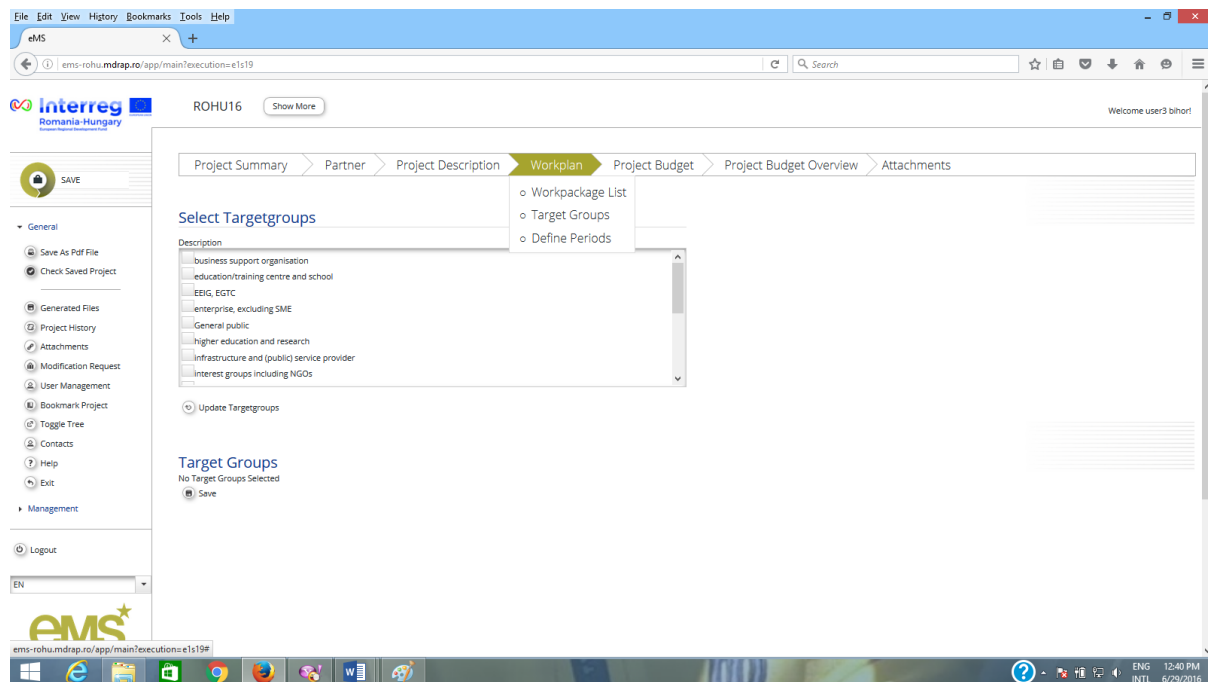 File Edit View History Bookmarks Tools Help
eMS
ems-rohu.mdrap.ro/app/main?execution=e1s19
Search
Interreg
Romania-Hungary
European Regional Development Fund
ROHU16
Show More
Welcome user3 bihor!
Project Summary
Partner
Project Description
Workplan
Project Budget
Project Budget Overview
Attachments
Workpackage List
Target Groups
Define Periods
SAVE
General
Save As Pdf File
Check Saved Project
Generated Files
Project History
Attachments
Modification Request
User Management
Bookmark Project
Toggle Tree
Contacts
Help
Exit
Management
Logout
EN
eMS
Select Targetgroups
Description
business support organisation
education/training centre and school
EEIG, EGTC
enterprise, excluding SME
General public
higher education and research
infrastructure and (public) service provider
interest groups including NGOs
Update Targetgroups
Target Groups
No Target Groups Selected
Save
ems-rohu.mdrap.ro/app/main?execution=e1s19#
ENG
INTL
12:40 PM
6/29/2016